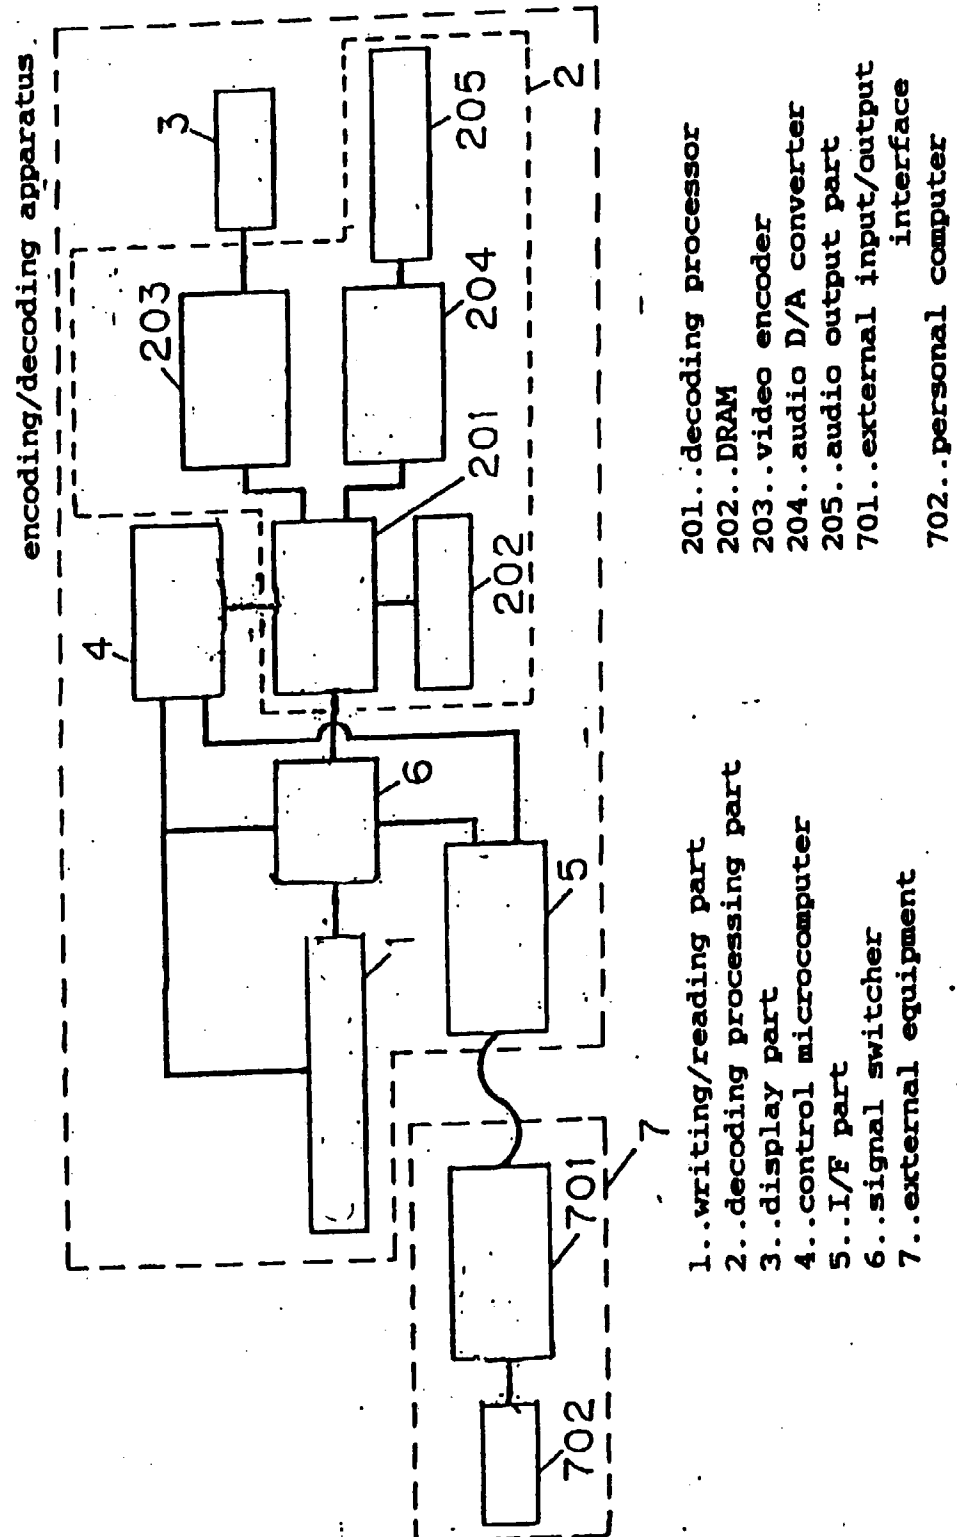 encoding/decoding apparatus
4
203
3
1
6
201
204
205
202
5
2
702
701
7
1..writing/reading part
2..decoding processing part
3..display part
4..control microcomputer
5..I/F part
6..signal switcher
7..external equipment
201..decoding processor
202..DRAM
203..video encoder
204..audio D/A converter
205..audio output part
701..external input/output
interface
702..personal computer